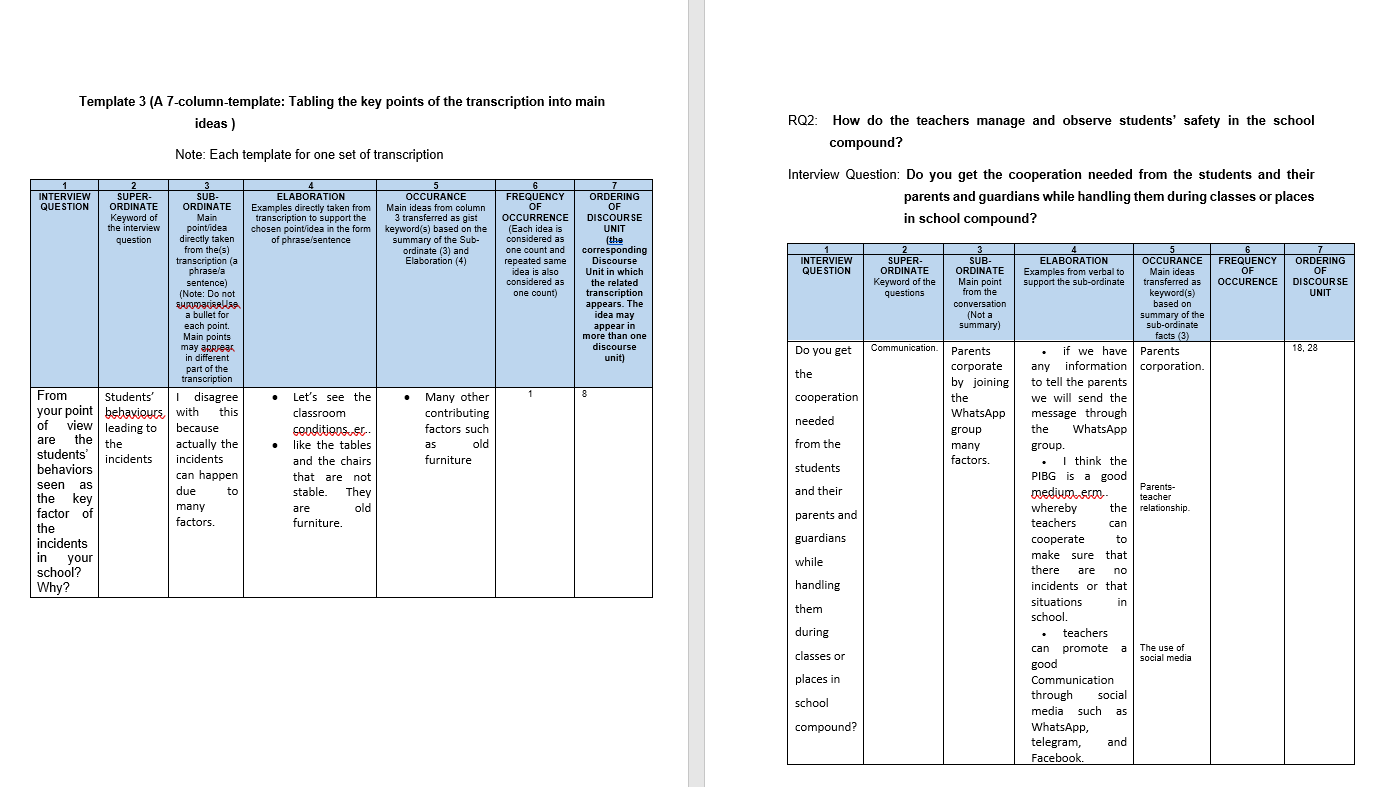 Template 3 (A 7-column-template: Tabling the key points of the transcription into main
ideas )
Note: Each template for one set of transcription
1
2
3
4
5
6
7
INTERVIEW
QUESTION
SUPER-
ORDINATE
Keyword of
the interview
question
SUB-
ORDINATE
Main
point/idea
directly taken
from the(s)
transcription (a
phrase/a
sentence)
(Note: Do not
summariseUse
a bullet for
each point.
Main points
may apprear
in different
part of the
transcription
ELABORATION
Examples directly taken from
transcription to support the
chosen point/idea in the form
of phrase/sentence
OCCURANCE
Main ideas from column
3 transferred as gist
keyword(s) based on the
summary of the Sub-
ordinate (3) and
Elaboration (4)
FREQUENCY
OF
OCCURRENCE
(Each idea is
considered as
one count and
repeated same
idea is also
considered as
one count)
ORDERING
OF
DISCOURSE
UNIT
(the
corresponding
Discourse
Unit in which
the related
transcription
appears. The
idea may
appear in
more than one
discourse
unit)
From
your point
of view
are the
students'
behaviors
seen as
the key
factor of
the
incidents
in your
school?
Why?
Students'
behaviours
leading to
the
incidents
I disagree
with this
because
actually the
incidents
can happen
due to
many
factors.
• Let's see the
classroom
conditions..er..
• like the tables
and the chairs
that are not
stable. They
are old
furniture.
• Many other
contributing
factors such
as old
furniture
1
8
RQ2: How do the teachers manage and observe students' safety in the school
compound?
Interview Question: Do you get the cooperation needed from the students and their
parents and guardians while handling them during classes or places
in school compound?
1
2
3
4
5
6
7
INTERVIEW
QUESTION
SUPER-
ORDINATE
Keyword of the
questions
SUB-
ORDINATE
Main point
from the
conversation
(Not a
summary)
ELABORATION
Examples from verbal to
support the sub-ordinate
OCCURANCE
Main ideas
transferred as
keyword(s)
based on
summary of the
sub-ordinate
facts (3)
FREQUENCY
OF
OCCURENCE
ORDERING
OF
DISCOURSE
UNIT
Do you get
the
cooperation
needed
from the
students
and their
parents and
guardians
while
handling
them
during
classes or
places in
school
compound?
Communication.
Parents
corporate
by joining
the
WhatsApp
group
many
factors.
• if we have
any information
to tell the parents
we will send the
message through
the WhatsApp
group.
• I think the
PIBG is a good
medium..erm..
whereby the
teachers can
cooperate to
make sure that
there are no
incidents or that
situations in
school.
• teachers
can promote a
good
Communication
through social
media such as
WhatsApp,
telegram, and
Facebook.
Parents
corporation.
Parents-
teacher
relationship.
The use of
social media
18, 28